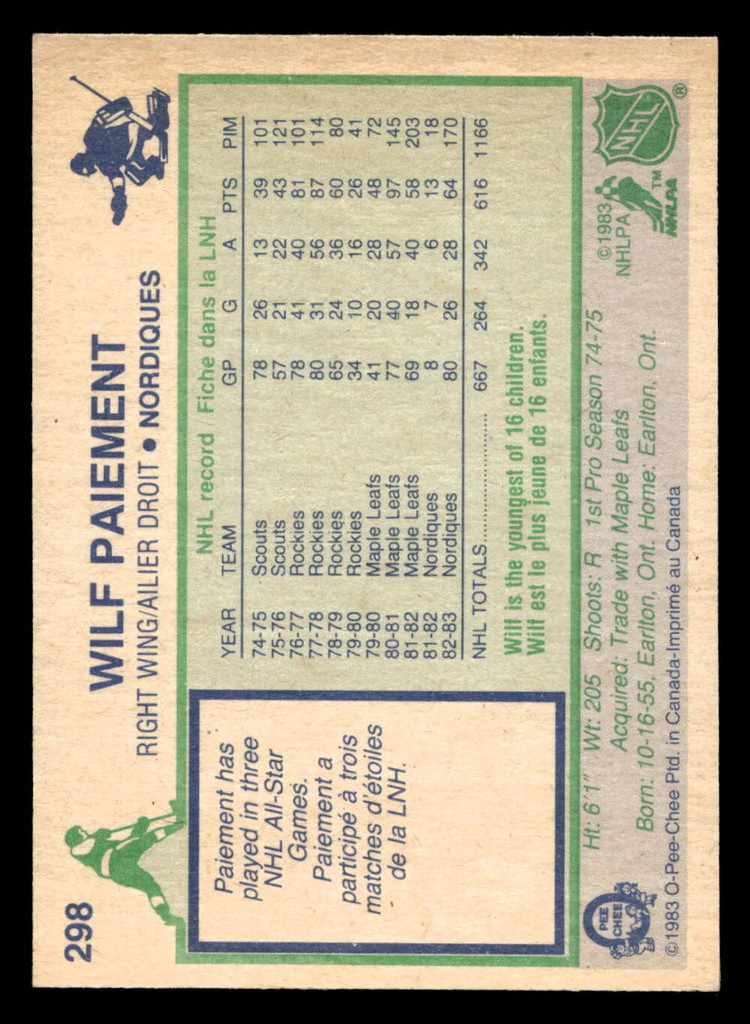 298
WILF PAIEMENT
RIGHT WING/AILIER DROIT • NORDIQUES
Paiement has
played in three
NHL All-Star
Games.
Paiement a
participé à trois
matches d'étoiles
de la LNH.
NHL record / Fiche dans la LNH
YEAR TEAM GP G A PTS PIM
74-75 Scouts 78 26 13 39 101
75-76 Scouts 57 21 22 43 121
76-77 Rockies 78 41 40 81 101
77-78 Rockies 80 31 56 87 114
78-79 Rockies 65 24 36 60 80
79-80 Rockies 34 10 16 26 41
79-80 Maple Leafs 41 20 28 48 72
80-81 Maple Leafs 77 40 57 97 145
81-82 Maple Leafs 69 18 40 58 203
81-82 Nordiques 8 7 6 13 18
82-83 Nordiques 80 26 28 64 170
NHL TOTALS.................... 667 264 342 616 1166
Wilf is the youngest of 16 children.
Wilf est le plus jeune de 16 enfants.
Ht: 6'1" Wt: 205 Shoots: R 1st Pro Season 74-75
Acquired: Trade with Maple Leafs
Born: 10-16-55, Earlton, Ont. Home: Earlton, Ont.
©1983 O-Pee-Chee Ptd. in Canada-Imprimé au Canada
O
PEE
CHEE
©1983
NHLPA
NHL
®
TM
NHLPA